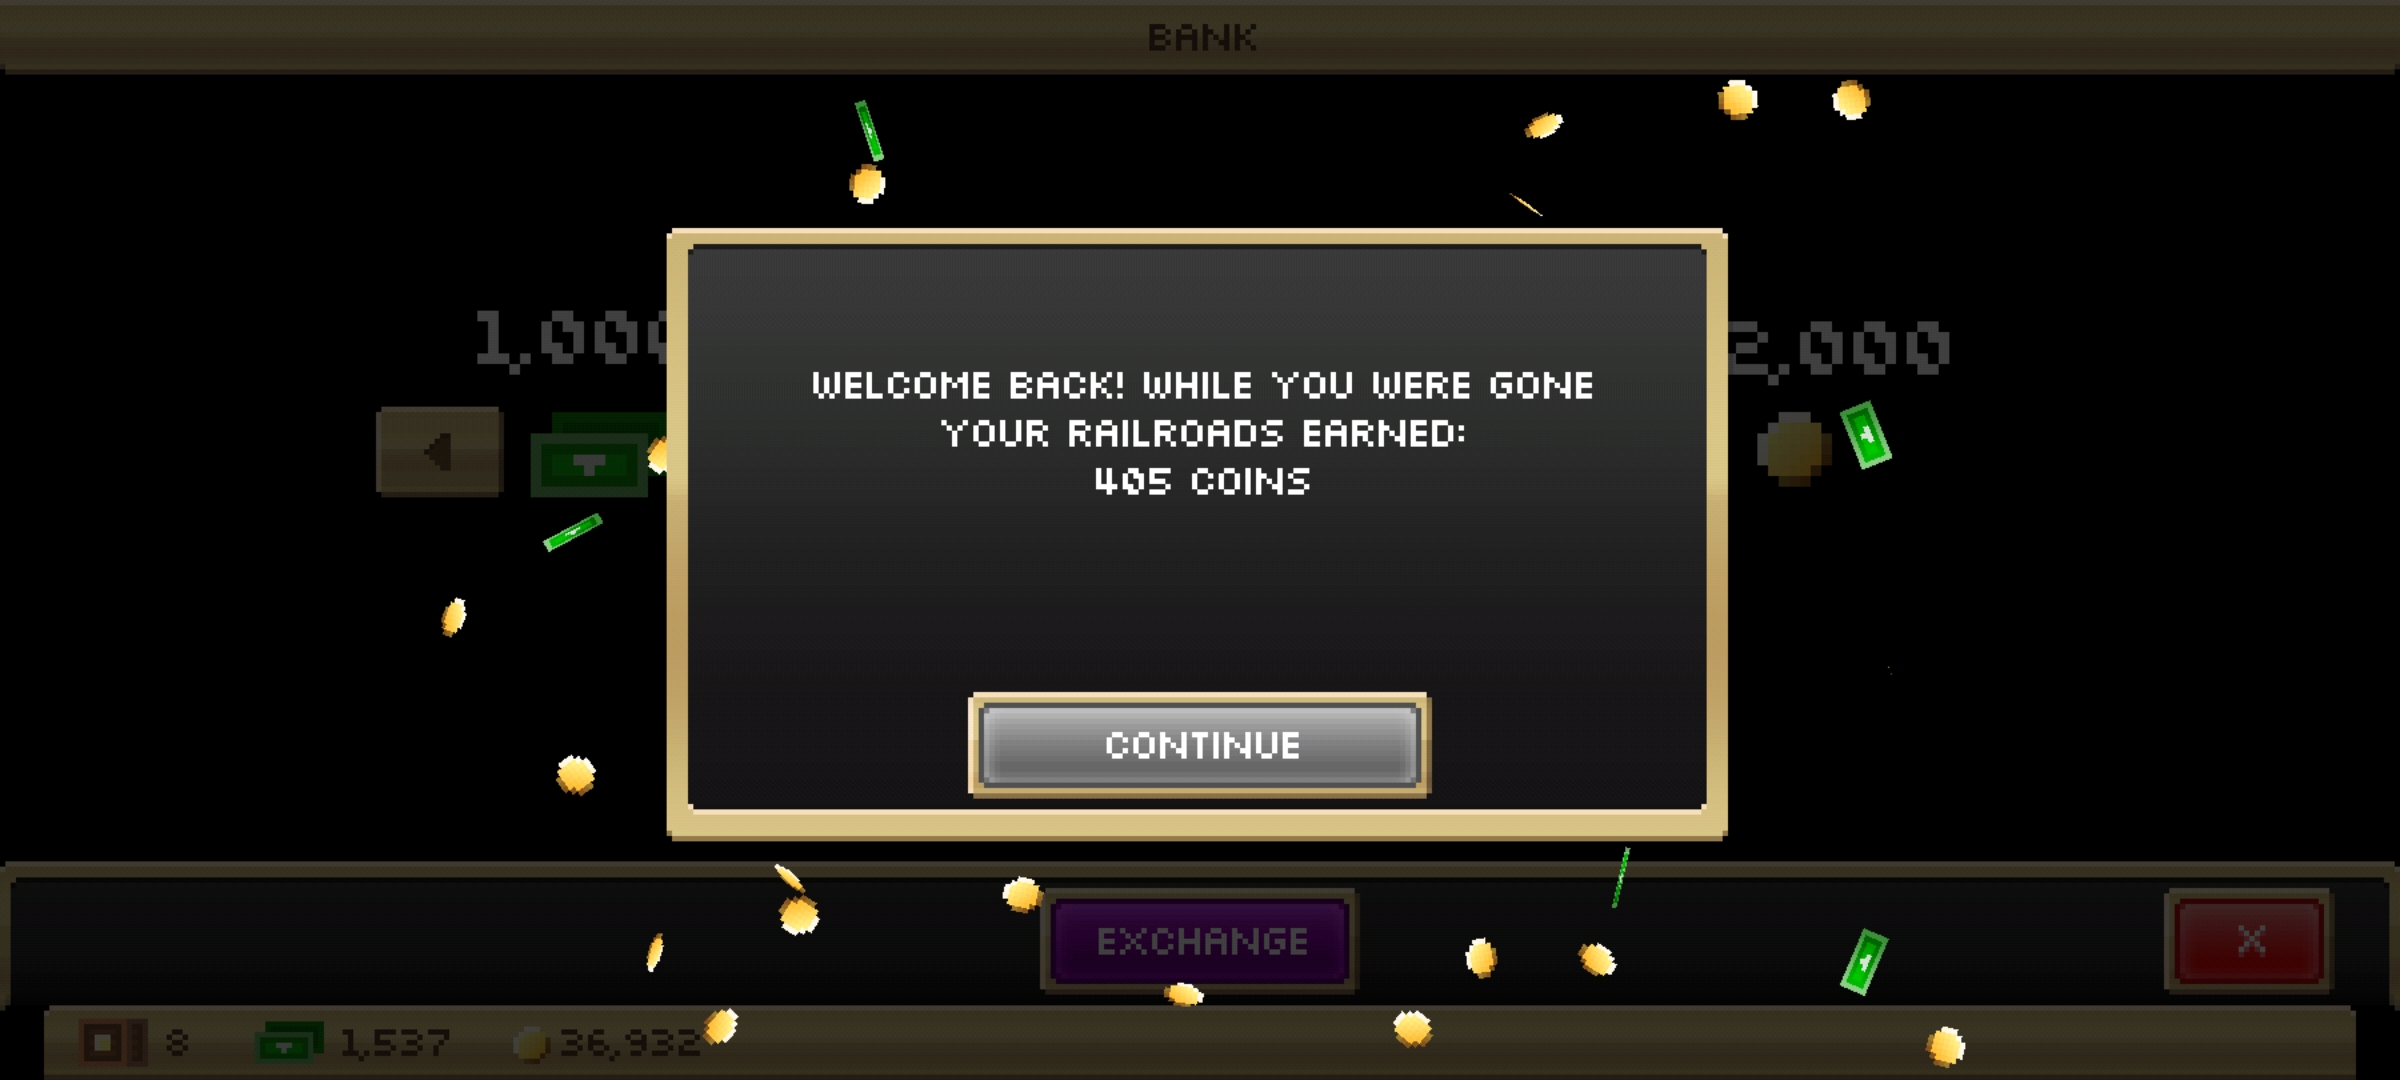 BANK
1,000
2,000
WELCOME BACK! WHILE YOU WERE GONE
YOUR RAILROADS EARNED:
405 COINS
CONTINUE
EXCHANGE
X
8
1,537
36,932